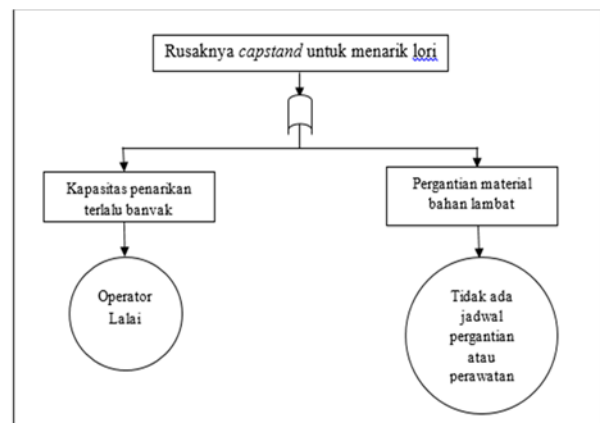 Rusaknya capstand untuk menarik lori
Kapasitas penarikan
terlalu banyak
Pergantian material
bahan lambat
Operator
Lalai
Tidak ada
jadwal
pergantian
atau
perawatan